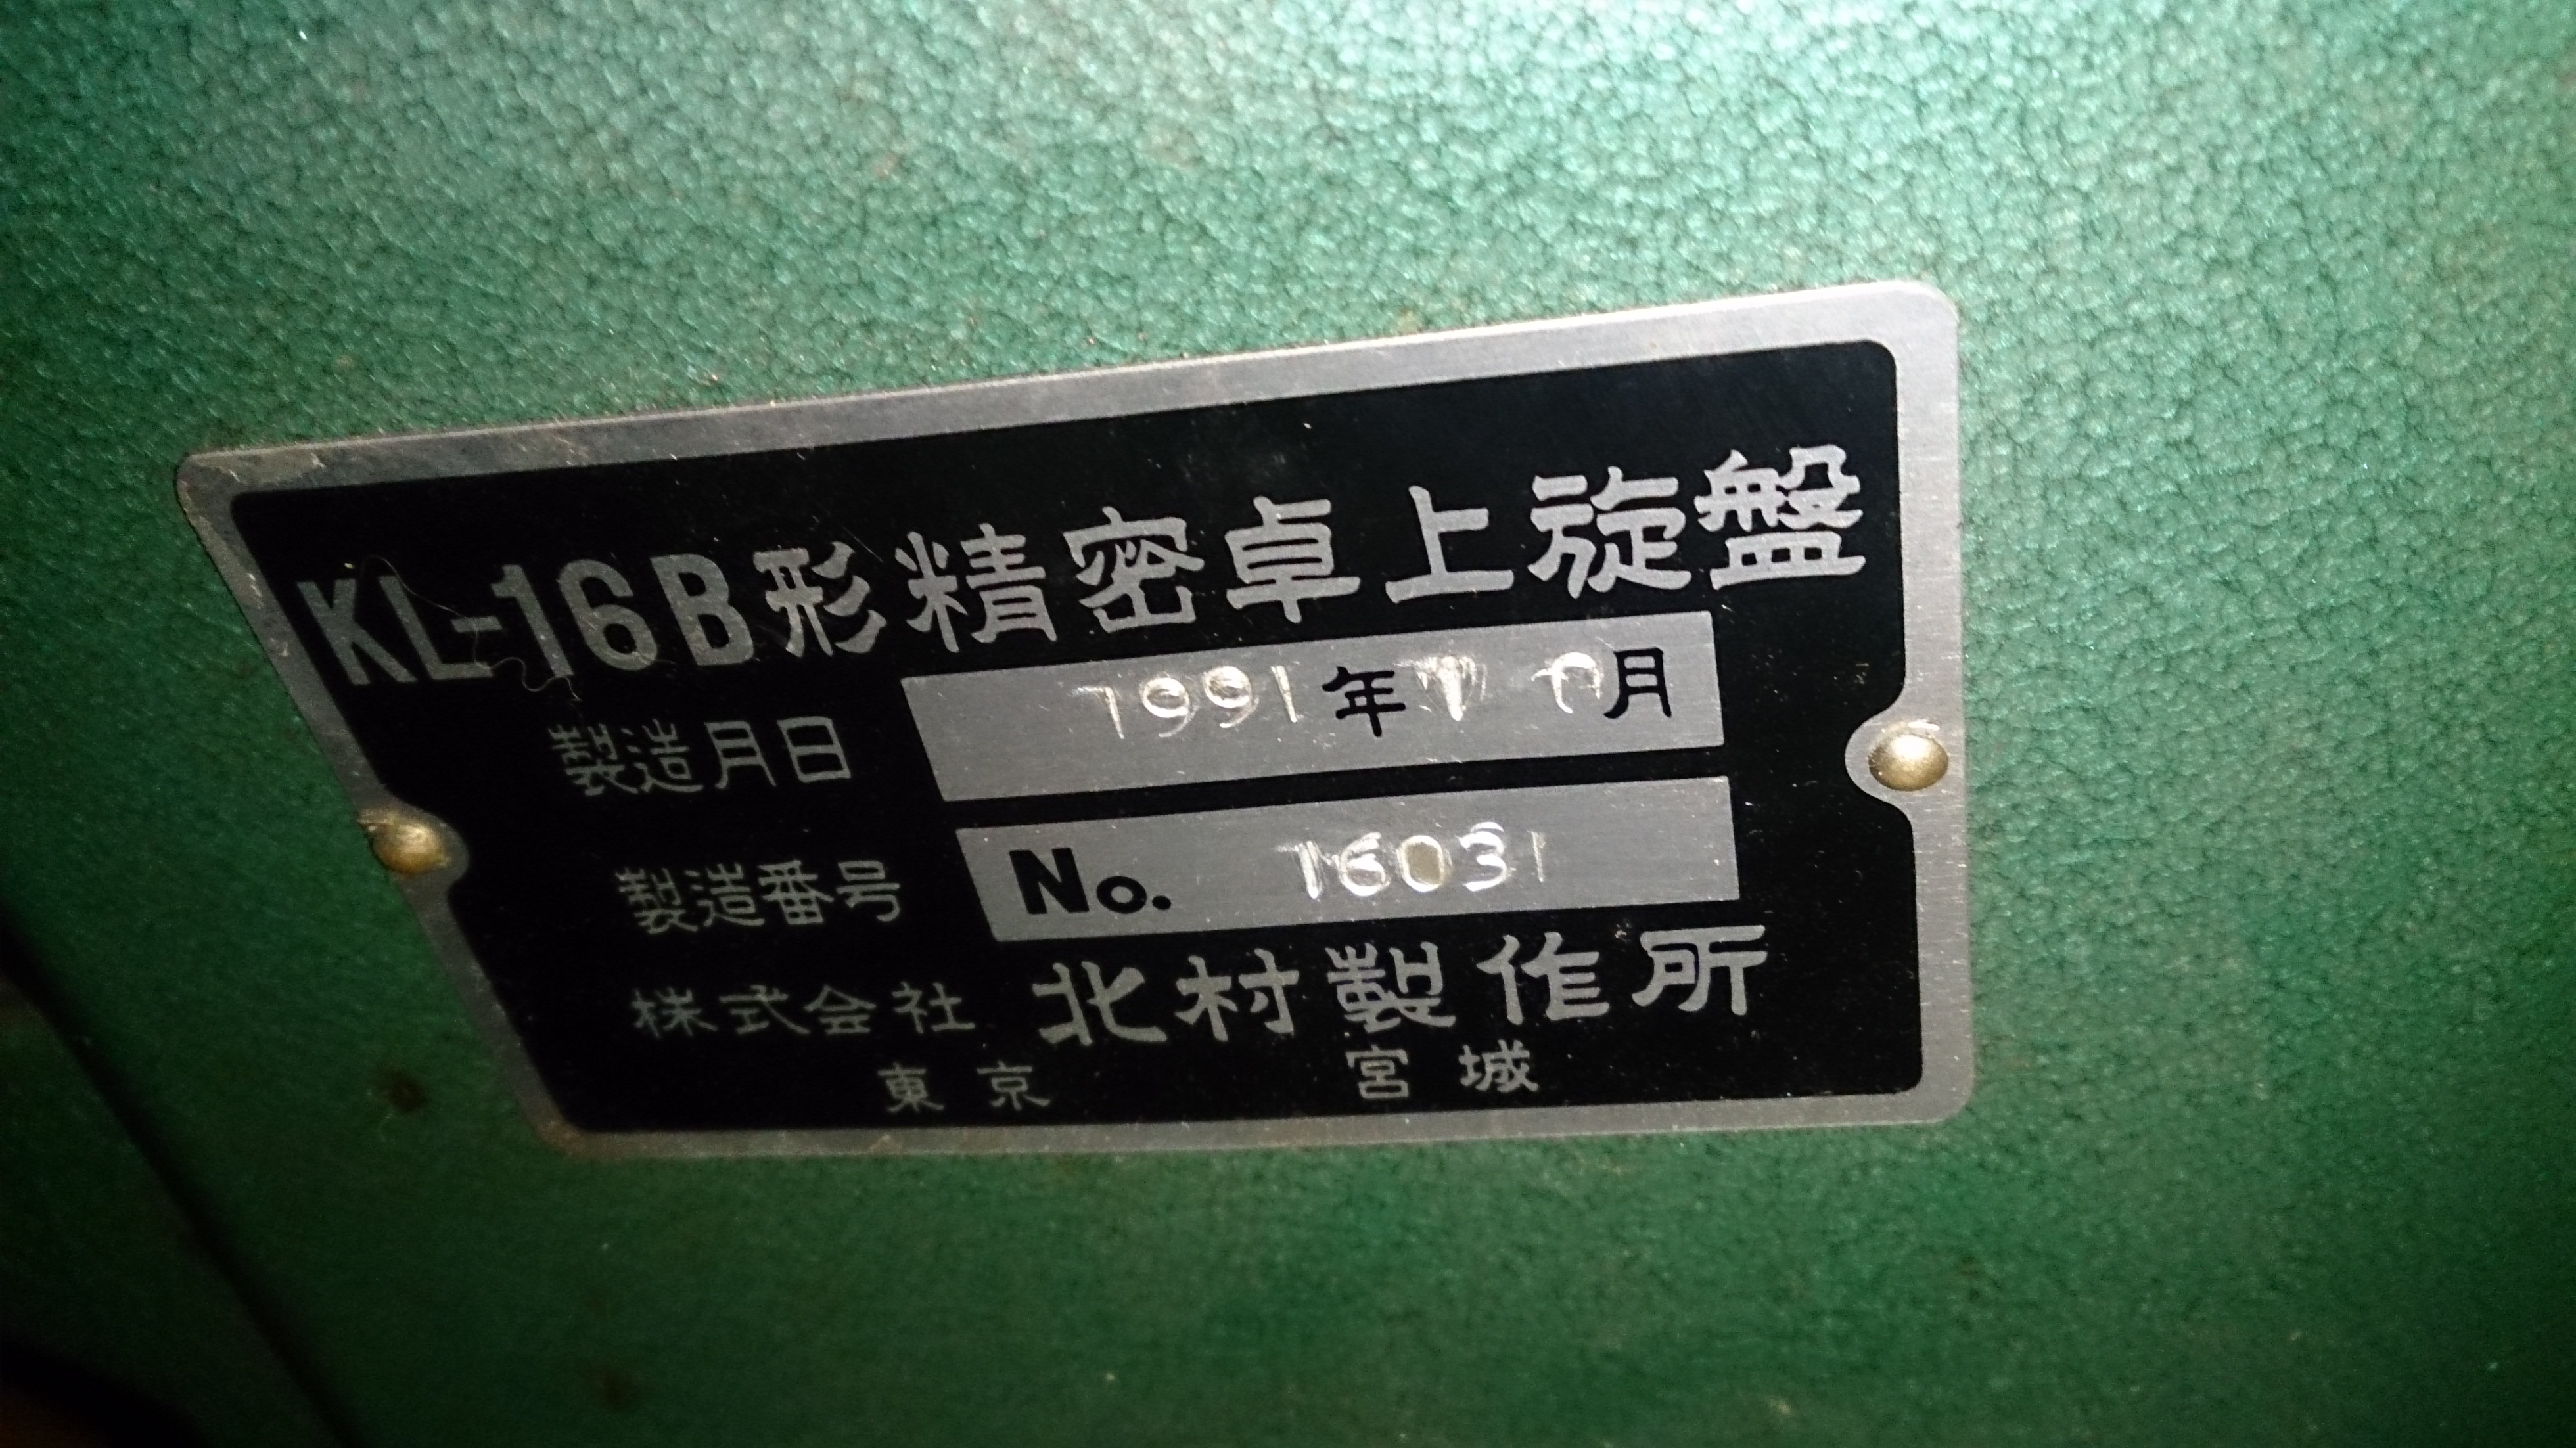 KL-16B形精密卓上旋盤
製造月日 1991年 月
製造番号 No. 16031
株式会社 北村製作所
東京 宮城